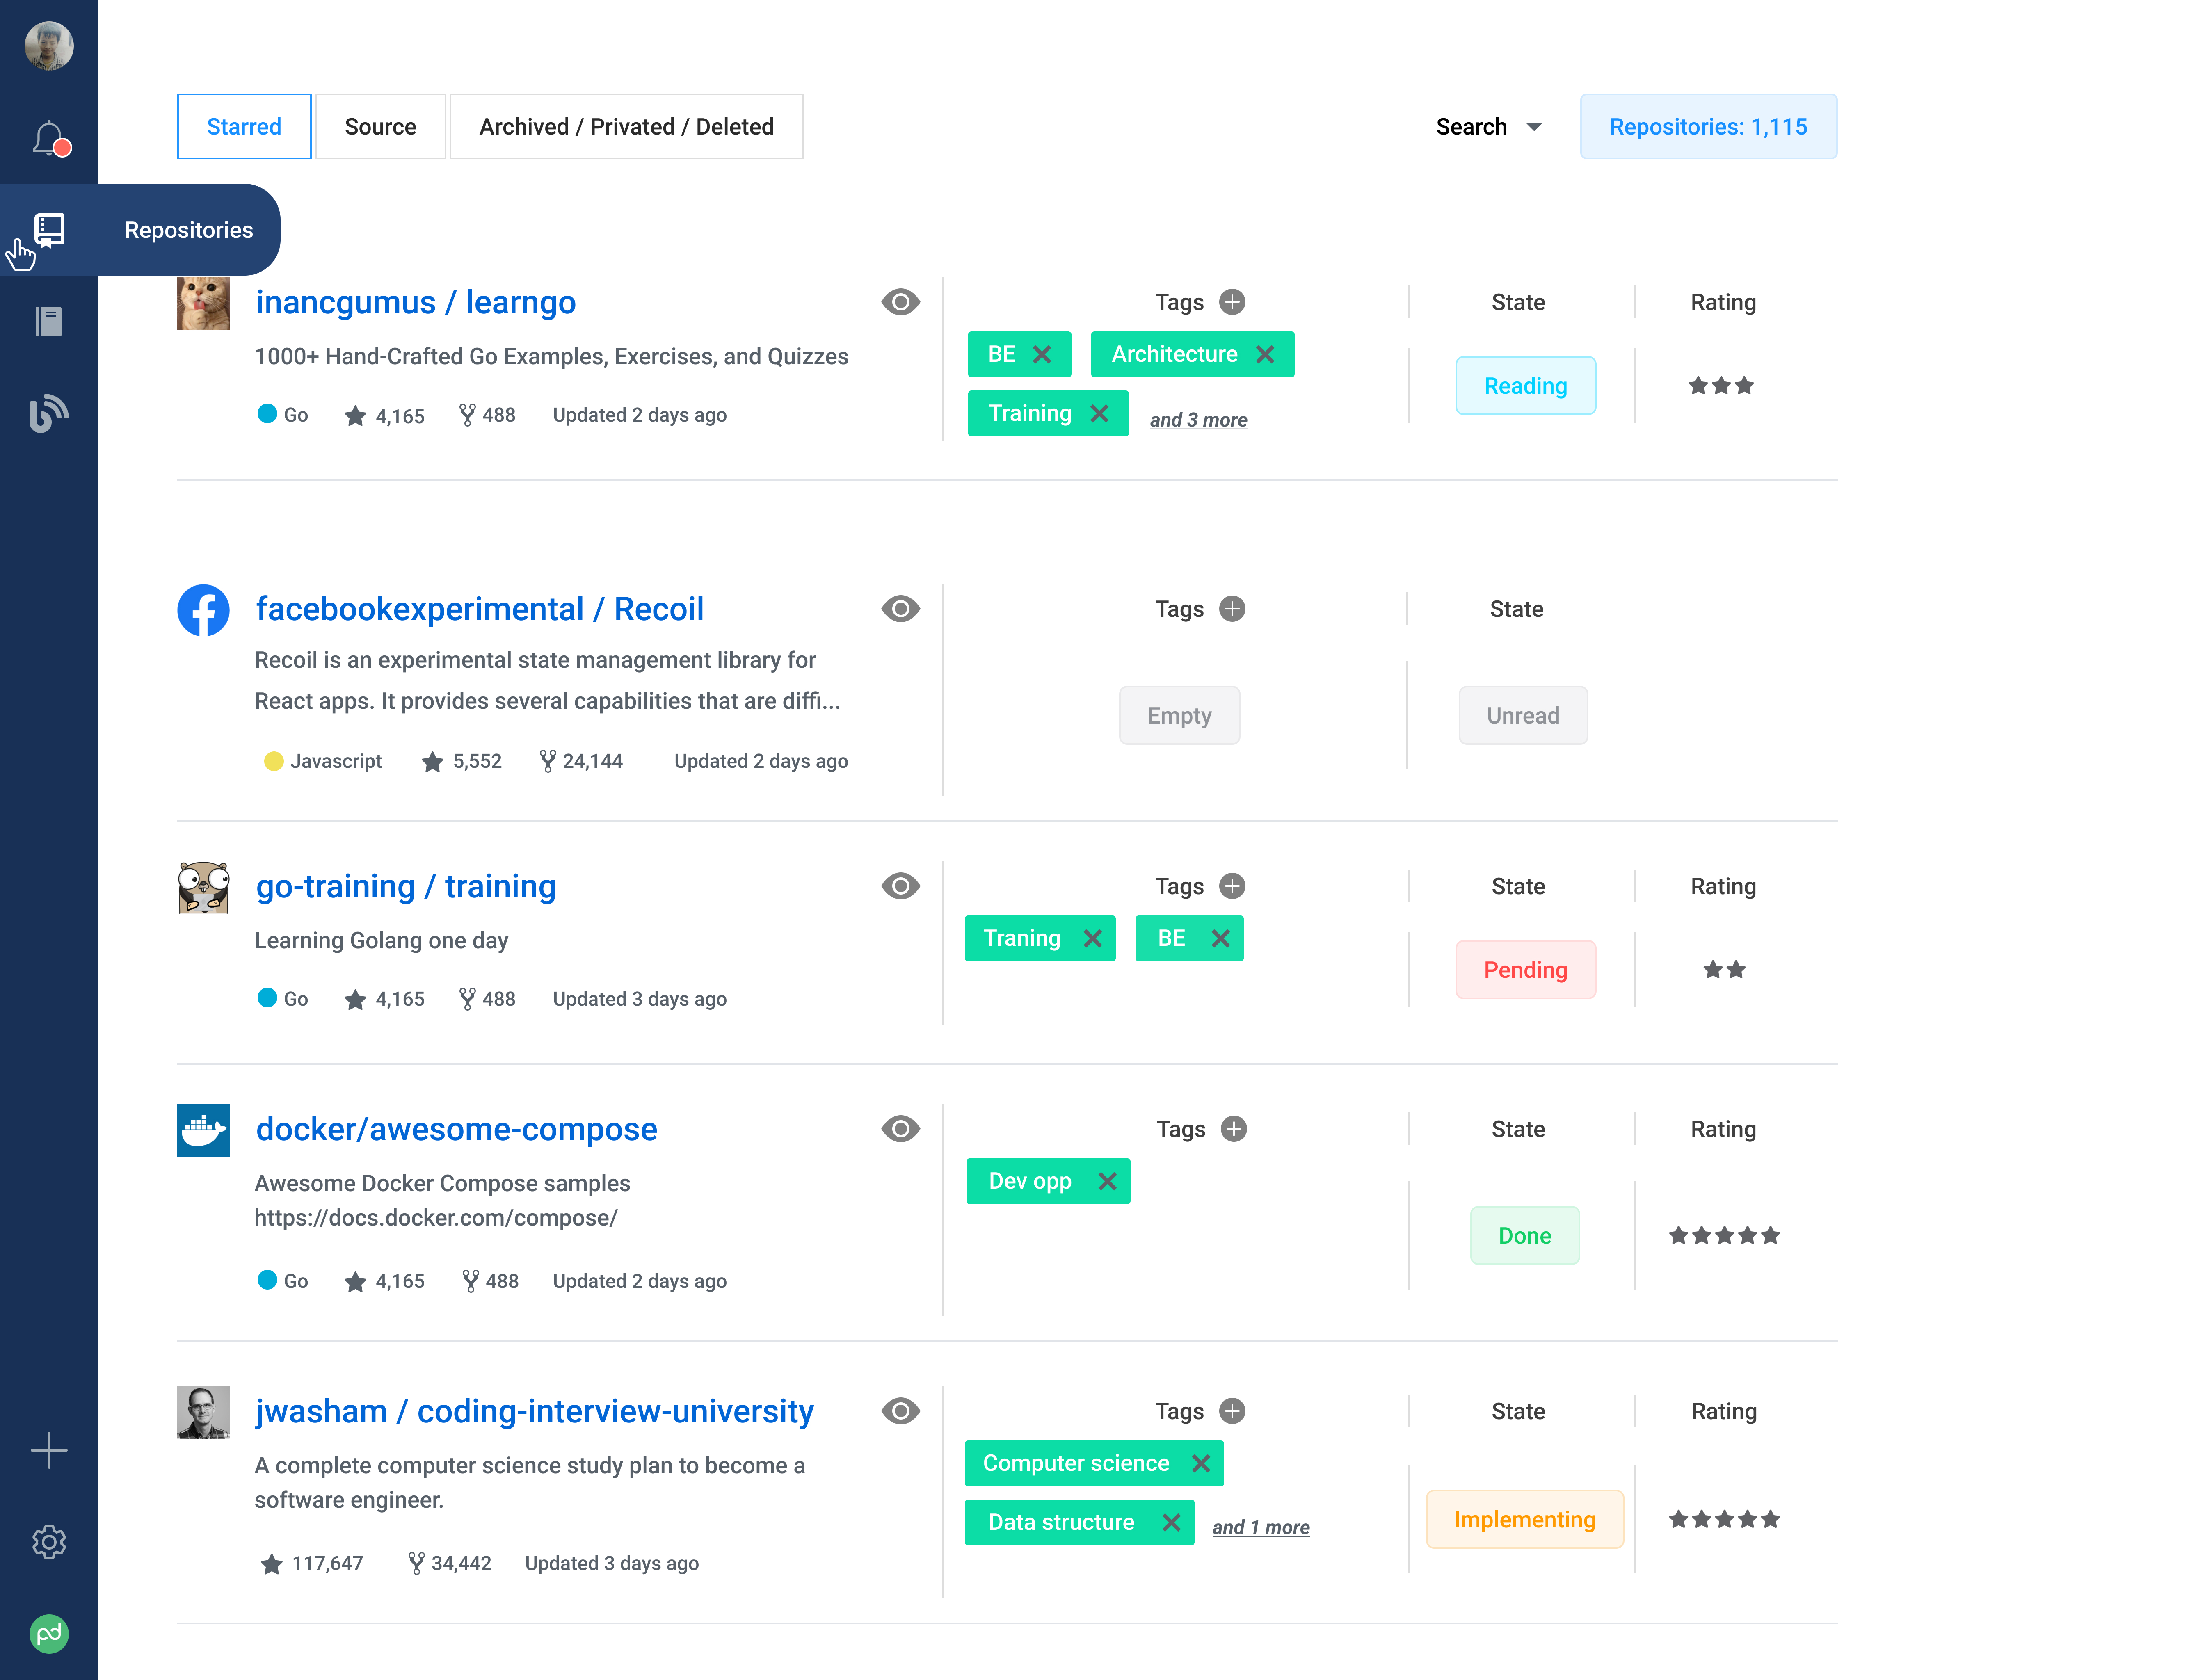 Starred Source Archived / Privated / Deleted Search Repositories: 1,115
Repositories
inancgumus / learngo Tags State Rating
1000+ Hand-Crafted Go Examples, Exercises, and Quizzes BE Architecture
Reading
Go 4,165 488 Updated 2 days ago Training and 3 more
facebookexperimental / Recoil Tags State
Recoil is an experimental state management library for
React apps. It provides several capabilities that are diffi...
Empty Unread
Javascript 5,552 24,144 Updated 2 days ago
go-training / training Tags State Rating
Learning Golang one day Traning BE
Pending
Go 4,165 488 Updated 3 days ago
docker/awesome-compose Tags State Rating
Awesome Docker Compose samples Dev opp
https://docs.docker.com/compose/
Done
Go 4,165 488 Updated 2 days ago
jwasham / coding-interview-university Tags State Rating
A complete computer science study plan to become a Computer science
software engineer.
Data structure and 1 more Implementing
117,647 34,442 Updated 3 days ago
pd